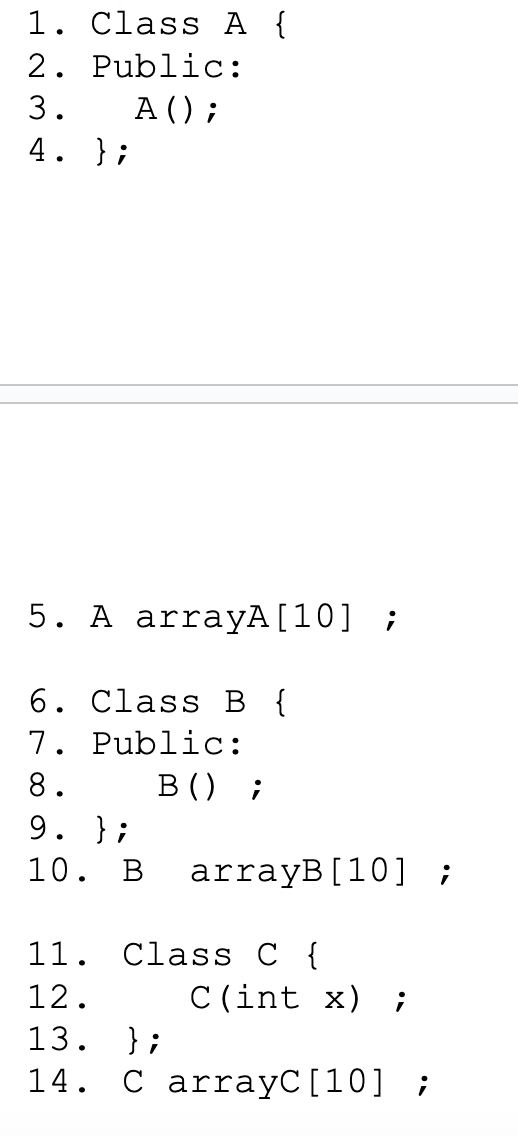 1. Class A {
2. Public:
3.   A();
4. };
5. A arrayA[10] ;
6. Class B {
7. Public:
8.    B() ;
9. };
10. B  arrayB[10] ;
11. Class C {
12.    C(int x) ;
13. };
14. C arrayC[10] ;